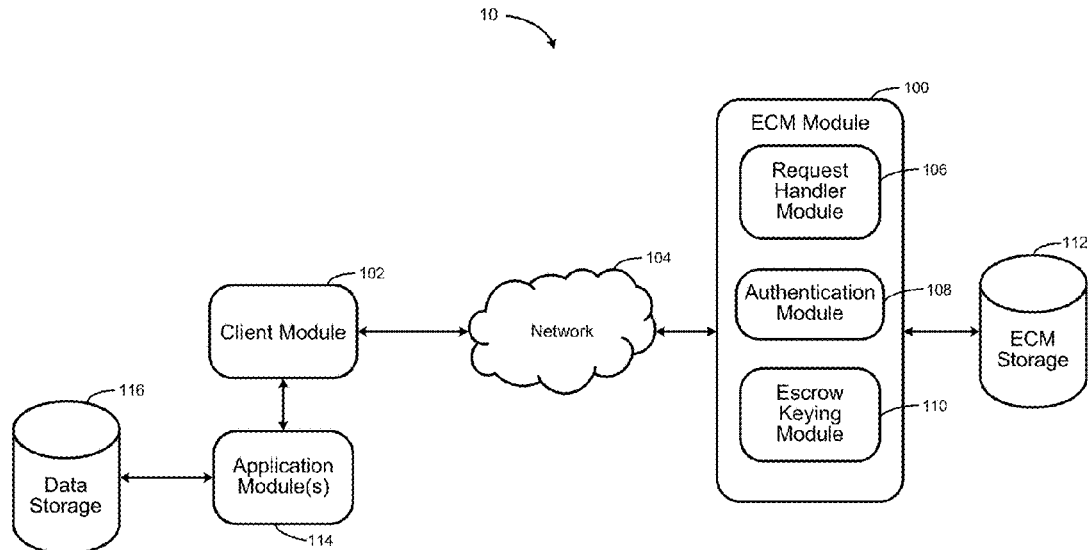 10
100
ECM Module
Request
Handler
Module
106
112
104
102
Authentication
Module
108
Client Module
Network
ECM
Storage
116
Escrow
Keying
Module
110
Application
Module(s)
Data
Storage
114